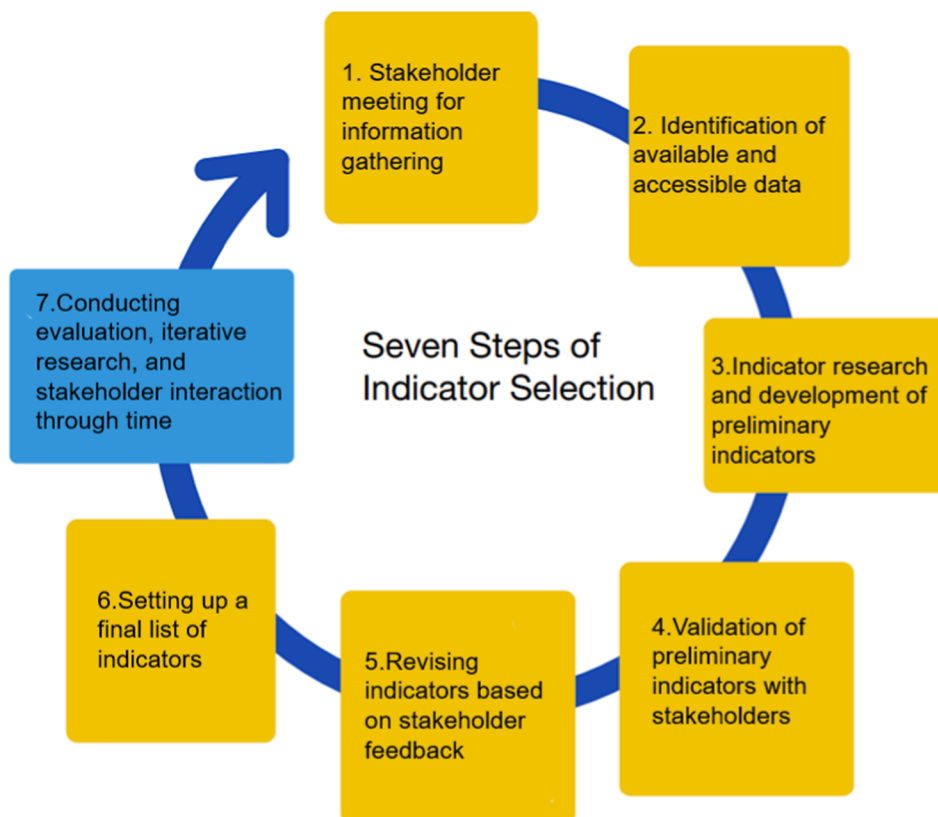 1. Stakeholder
meeting for
information
gathering
2. Identification of
available and
accessible data
3.Indicator research
and development of
preliminary
indicators
4.Validation of
preliminary
indicators with
stakeholders
5.Revising
indicators based
on stakeholder
feedback
6.Setting up a
final list of
indicators
7.Conducting
evaluation, iterative
research, and
stakeholder interaction
through time
Seven Steps of
Indicator Selection